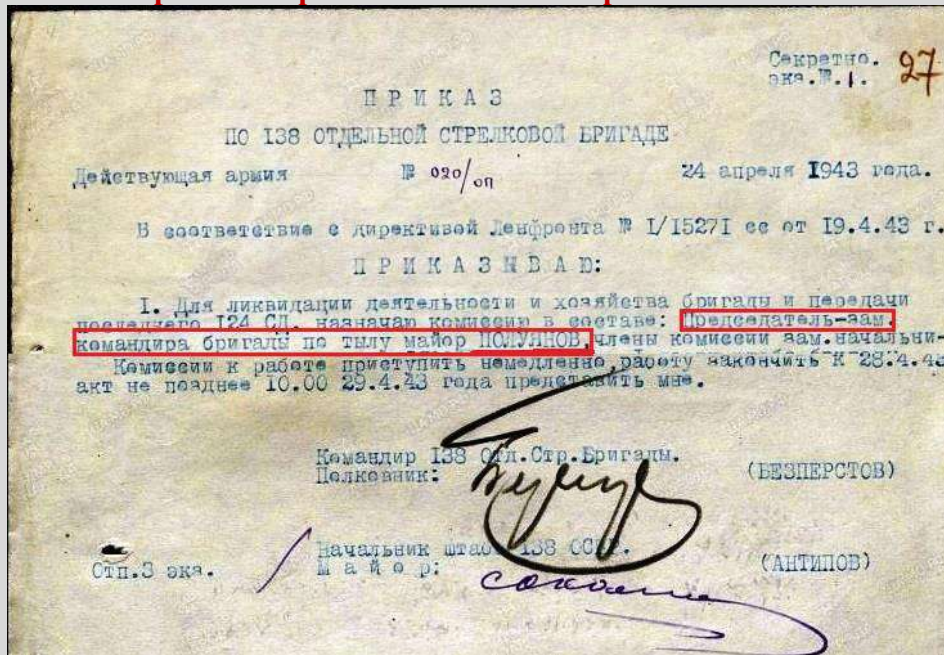 Секретно.
экз.№.1. 27
ПРИКАЗ
ПО 138 ОТДЕЛЬНОЙ СТРЕЛКОВОЙ БРИГАДЕ
Действующая армия № 020/оп 24 апреля 1943 года.
В соответствие с директивой Ленфронта № 1/15271 сс от 19.4.43 г.
ПРИКАЗЫВАЮ:
1. Для ликвидации деятельности и хозяйства бригады и передачи
последнего 124 СД, назначаю комиссию в составе: Председатель-зам.
командира бригады по тылу майор ПОЛУЯНОВ, члены комиссии зам.начальни-
Комиссии к работе приступить немедленно, работу закончить к 28.4.43
акт не позднее 10.00 29.4.43 года представить мне.
Командир 138 Отд.Стр.Бригады.
Полковник: (БЕЗПЕРСТОВ)
Начальник штаба 138 ОСБР.
Майор: (АНТИПОВ)
Отп.3 экз.